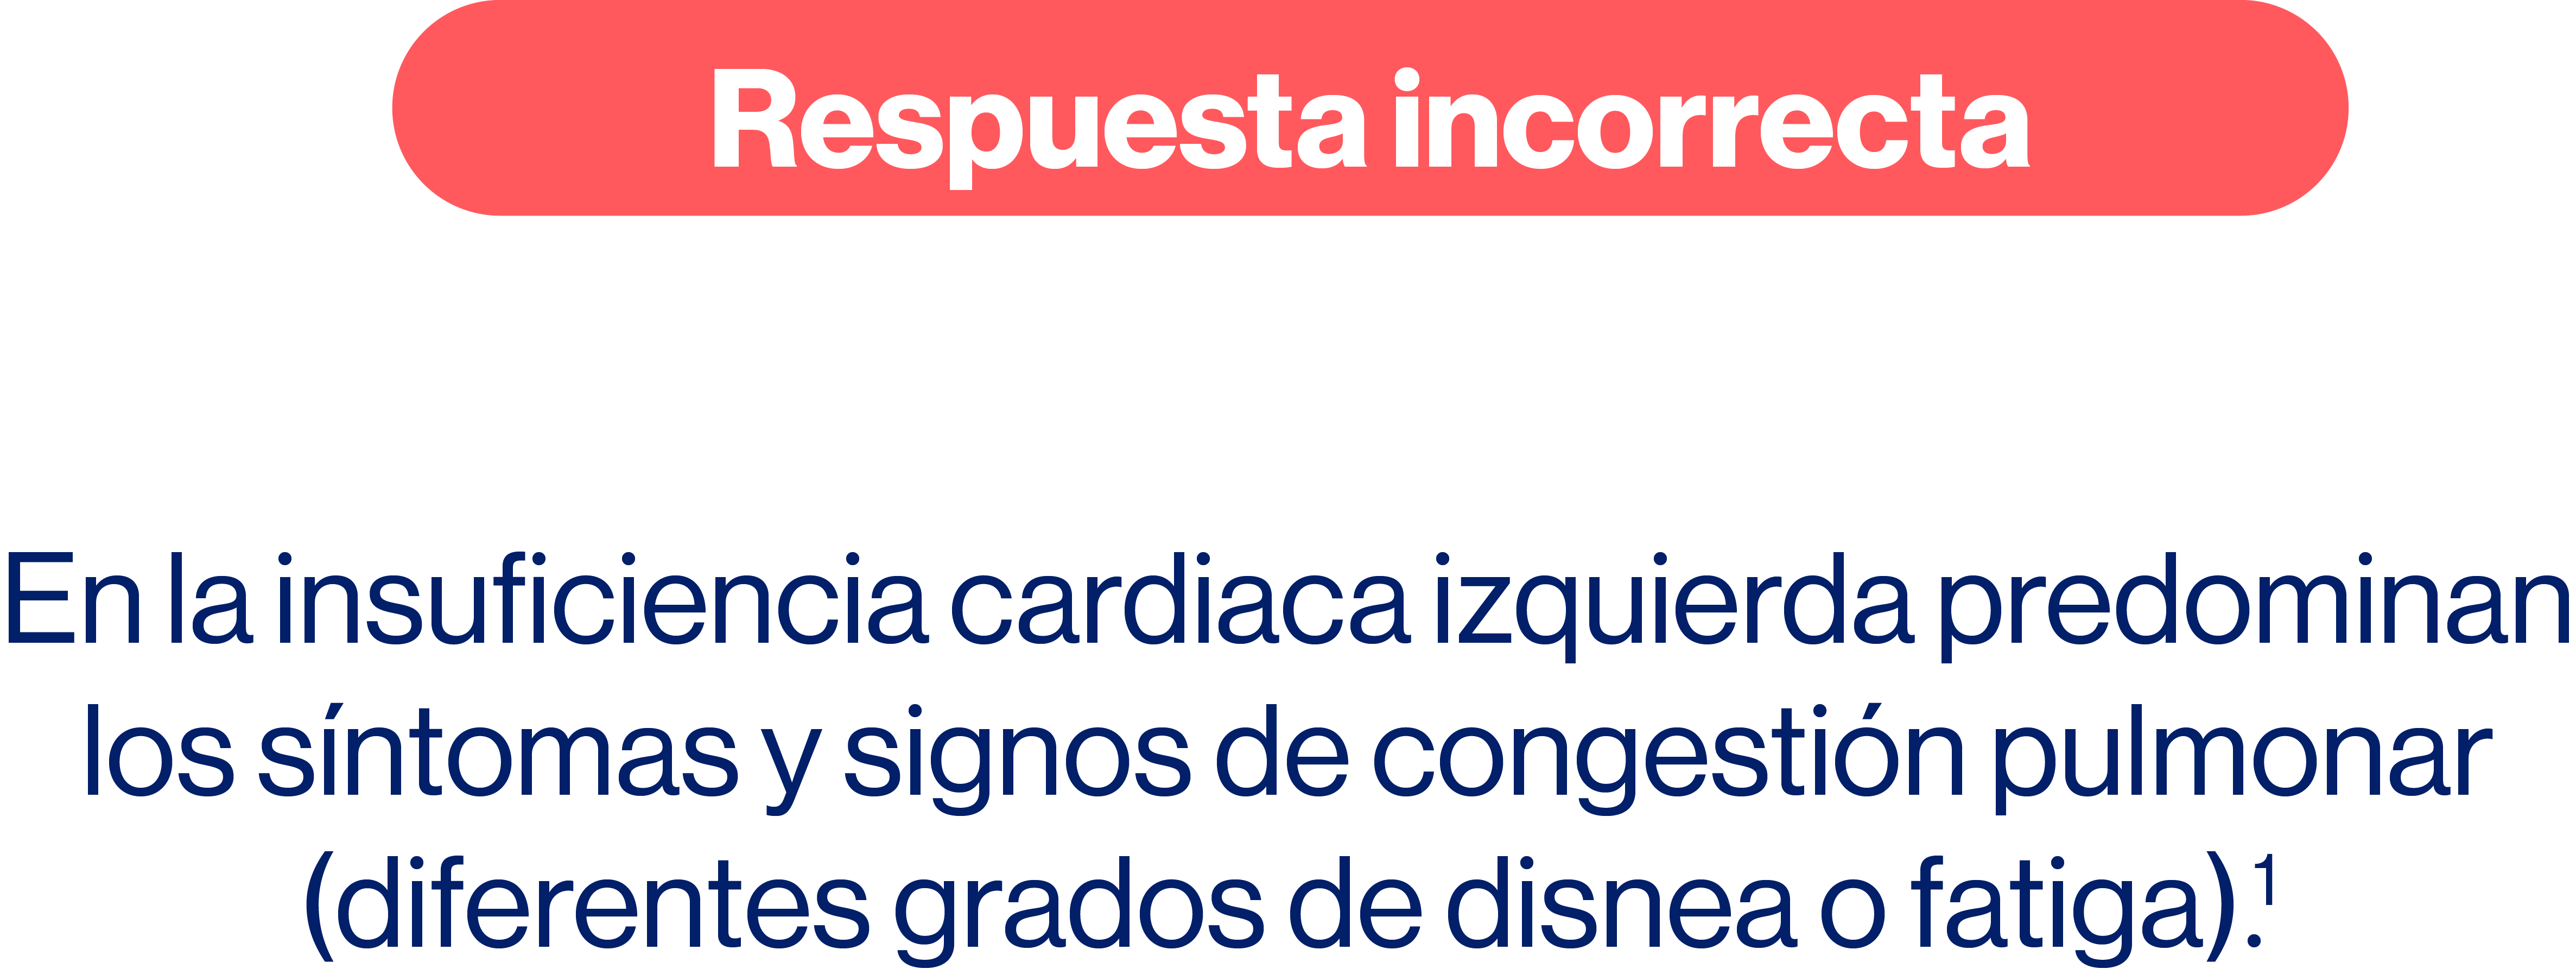 Respuesta incorrecta
En la insuficiencia cardiaca izquierda predominan
los síntomas y signos de congestión pulmonar
(diferentes grados de disnea o fatiga).¹